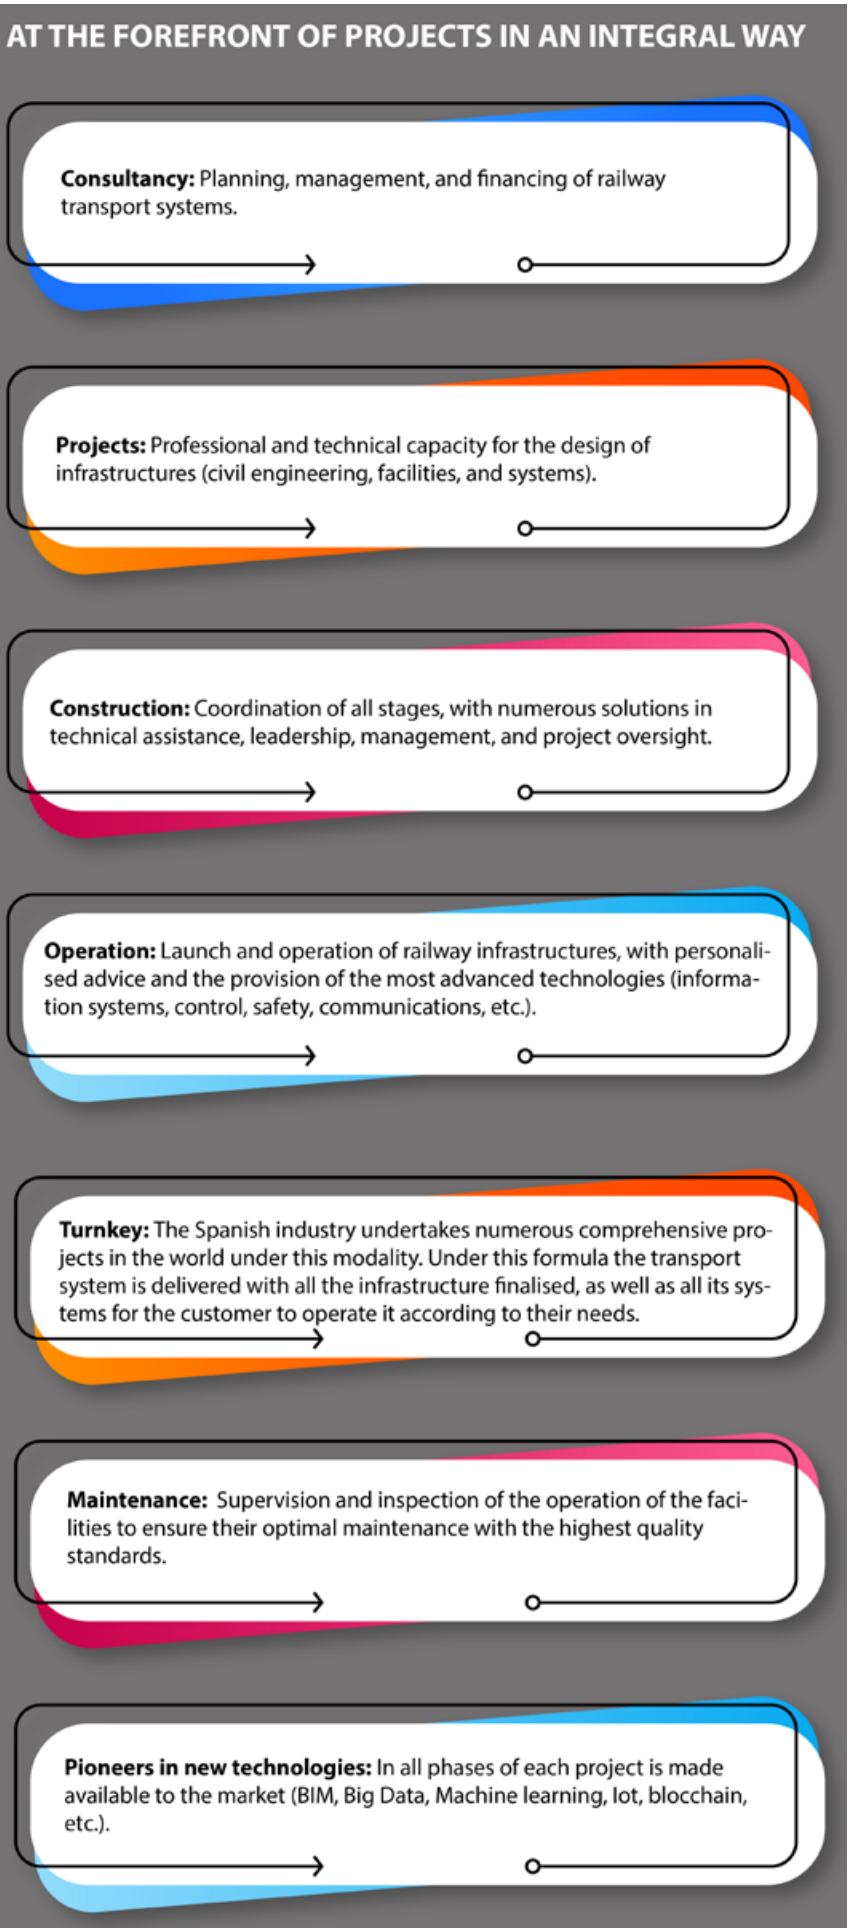 AT THE FOREFRONT OF PROJECTS IN AN INTEGRAL WAY
Consultancy: Planning, management, and financing of railway
transport systems.
Projects: Professional and technical capacity for the design of
infrastructures (civil engineering, facilities, and systems).
Construction: Coordination of all stages, with numerous solutions in
technical assistance, leadership, management, and project oversight.
Operation: Launch and operation of railway infrastructures, with personali-
sed advice and the provision of the most advanced technologies (informa-
tion systems, control, safety, communications, etc.).
Turnkey: The Spanish industry undertakes numerous comprehensive pro-
jects in the world under this modality. Under this formula the transport
system is delivered with all the infrastructure finalised, as well as all its sys-
tems for the customer to operate it according to their needs.
Maintenance: Supervision and inspection of the operation of the faci-
lities to ensure their optimal maintenance with the highest quality
standards.
Pioneers in new technologies: In all phases of each project is made
available to the market (BIM, Big Data, Machine learning, Iot, blocchain,
etc.).